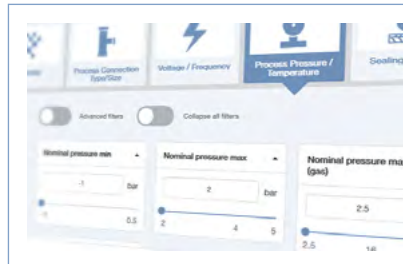 Process Connection
Type/Size
Voltage / Frequency
Process Pressure /
Temperature
Sealing
Advanced filters
Collapse all filters
Nominal pressure min
-1
bar
0.5
Nominal pressure max
2
bar
2
4
5
Nominal pressure ma
(gas)
2.5
2.5